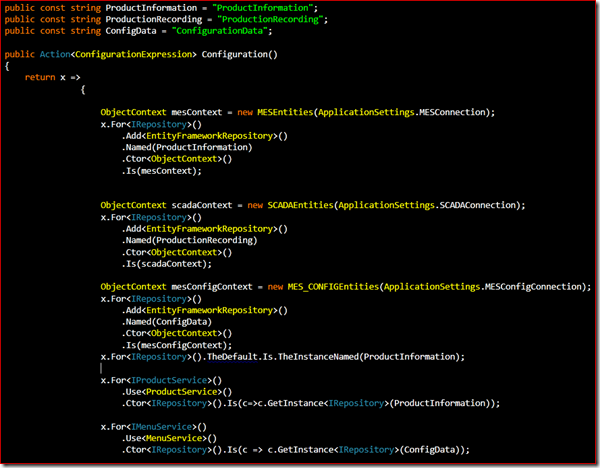 public const string ProductInformation = "ProductInformation";
public const string ProductionRecording = "ProductionRecording";
public const string ConfigData = "ConfigurationData";
public Action<ConfigurationExpression> Configuration()
{
return x =>
{
ObjectContext mesContext = new MESEntities(ApplicationSettings.MESConnection);
x.For<IRepository>()
.Add<EntityFrameworkRepository>()
.Named(ProductInformation)
.Ctor<ObjectContext>()
.Is(mesContext);
ObjectContext scadaContext = new SCADAEntities(ApplicationSettings.SCADAConnection);
x.For<IRepository>()
.Add<EntityFrameworkRepository>()
.Named(ProductionRecording)
.Ctor<ObjectContext>()
.Is(scadaContext);
ObjectContext mesConfigContext = new MES_CONFIGEntities(ApplicationSettings.MESConfigConnection);
x.For<IRepository>()
.Add<EntityFrameworkRepository>()
.Named(ConfigData)
.Ctor<ObjectContext>()
.Is(mesConfigContext);
x.For<IRepository>().TheDefault.Is.TheInstanceNamed(ProductInformation);
x.For<IProductService>()
.Use<ProductService>()
.Ctor<IRepository>().Is(c=>c.GetInstance<IRepository>(ProductInformation));
x.For<IMenuService>()
.Use<MenuService>()
.Ctor<IRepository>().Is(c => c.GetInstance<IRepository>(ConfigData));